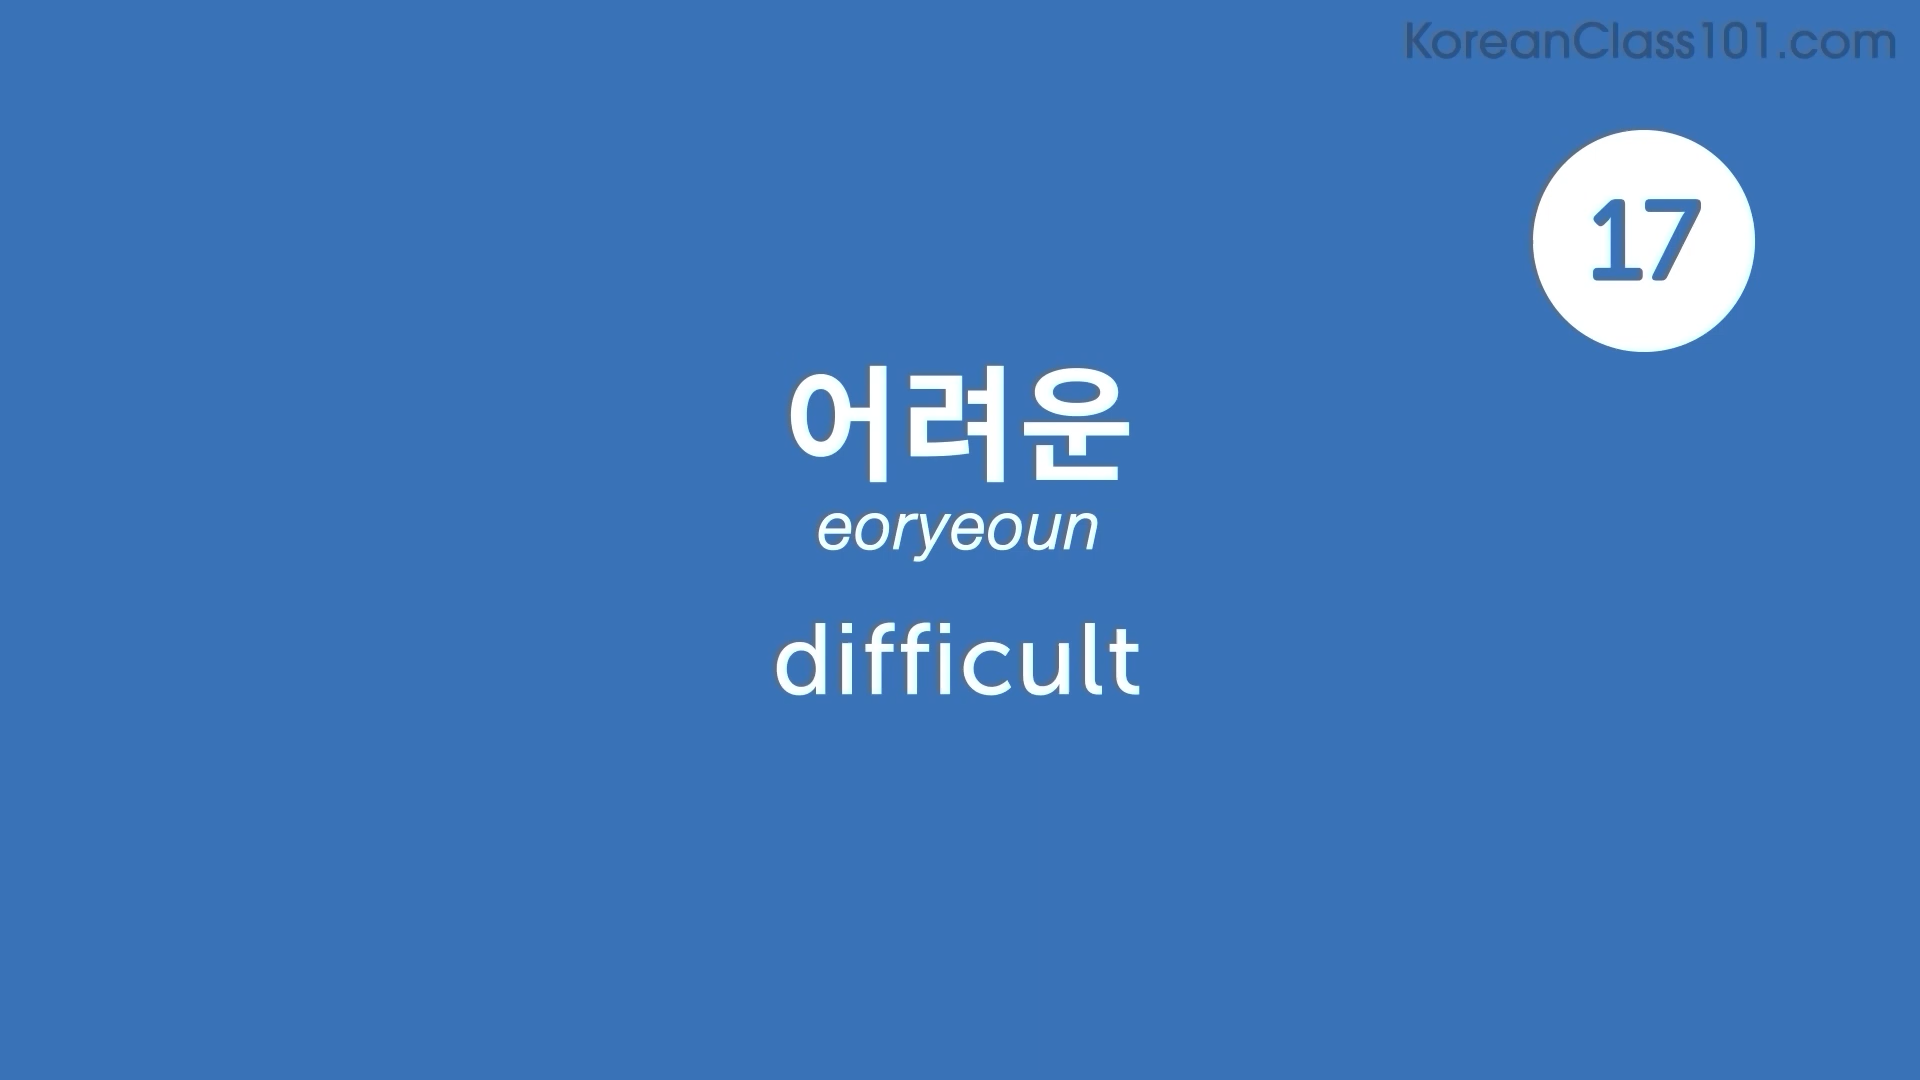 KoreanClass101.com
17
어려운
eoryeoun
difficult